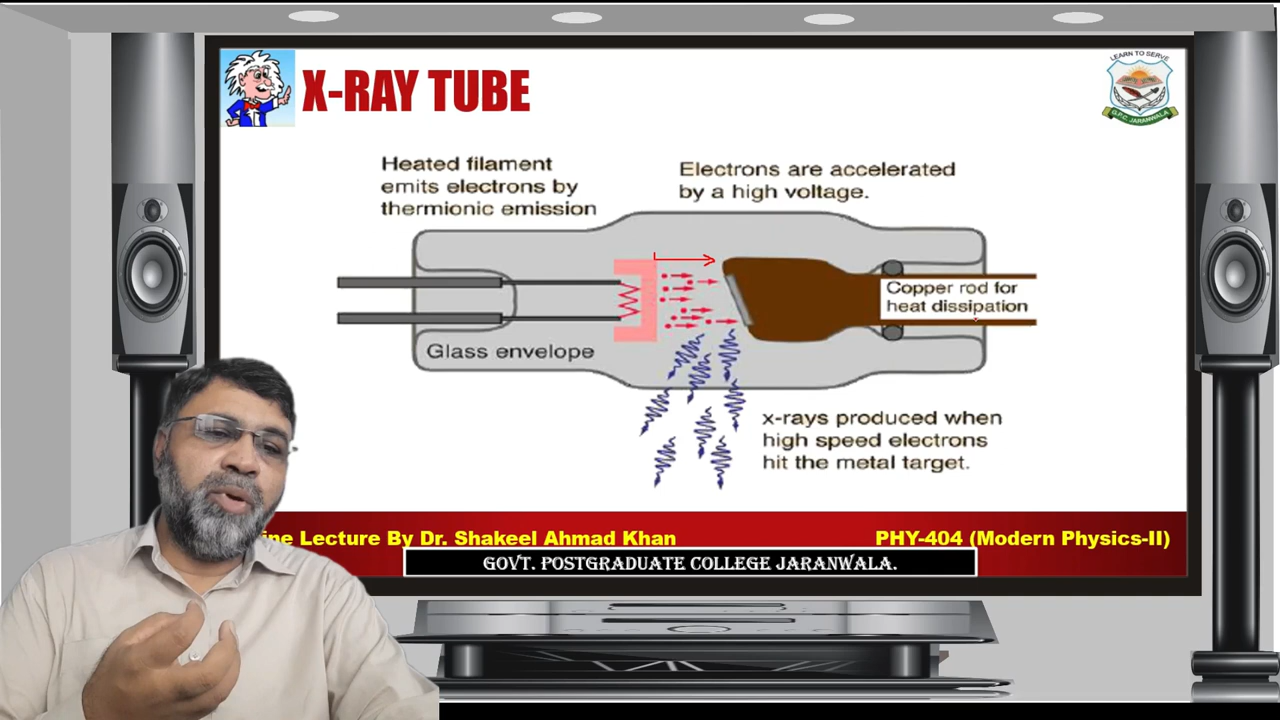 X-RAY TUBE
LEARN TO SERVE
G.P.C. JARANWALA
Heated filament
emits electrons by
thermionic emission
Electrons are accelerated
by a high voltage.
Copper rod for
heat dissipation
Glass envelope
x-rays produced when
high speed electrons
hit the metal target.
ine Lecture By Dr. Shakeel Ahmad Khan
PHY-404 (Modern Physics-II)
GOVT. POSTGRADUATE COLLEGE JARANWALA.